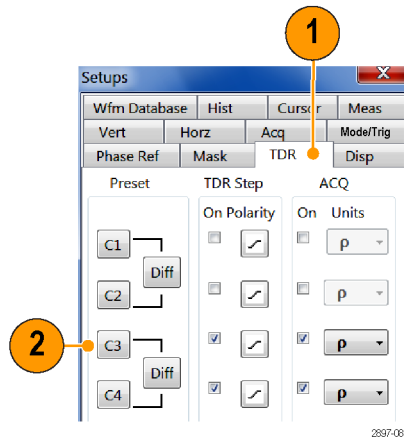 1
Setups
X
Wfm Database Hist Cursor Meas
Vert Horz Acq Mode/Trig
Phase Ref Mask TDR Disp
Preset TDR Step ACQ
On Polarity On Units
C1 ρ
Diff
C2 ρ
2 C3 ρ
Diff
C4 ρ
2897-08